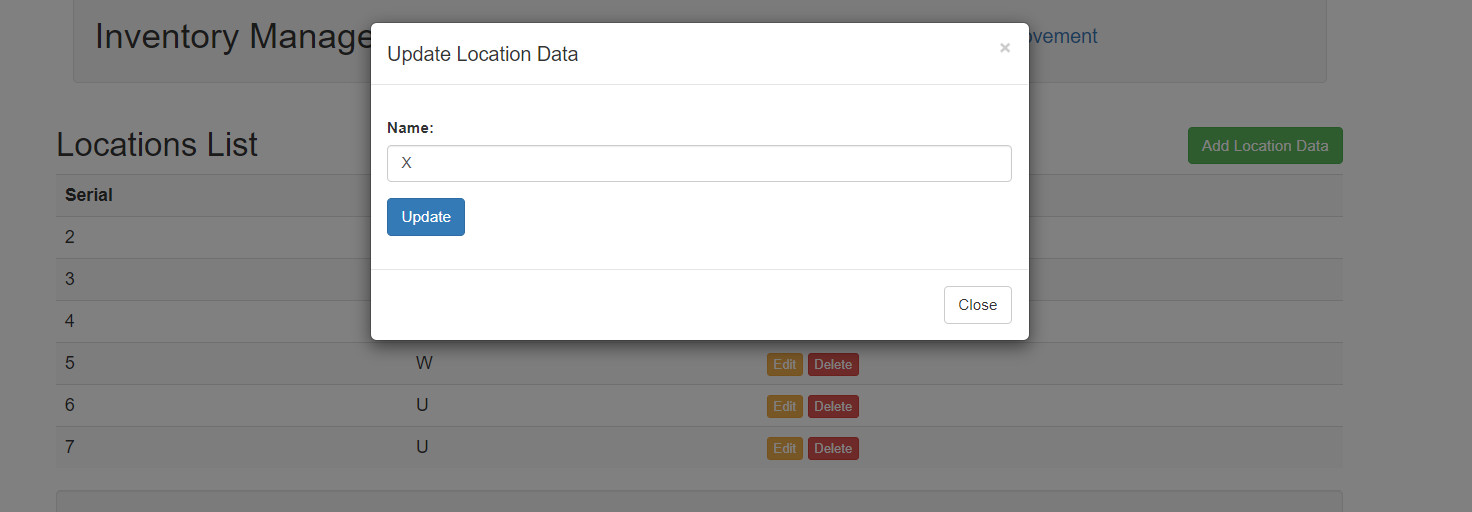 Inventory Manage
Update Location Data
×
ovement
Name:
X
Update
Close
Locations List
Add Location Data
Serial
2
3
4
5 W Edit Delete
6 U Edit Delete
7 U Edit Delete